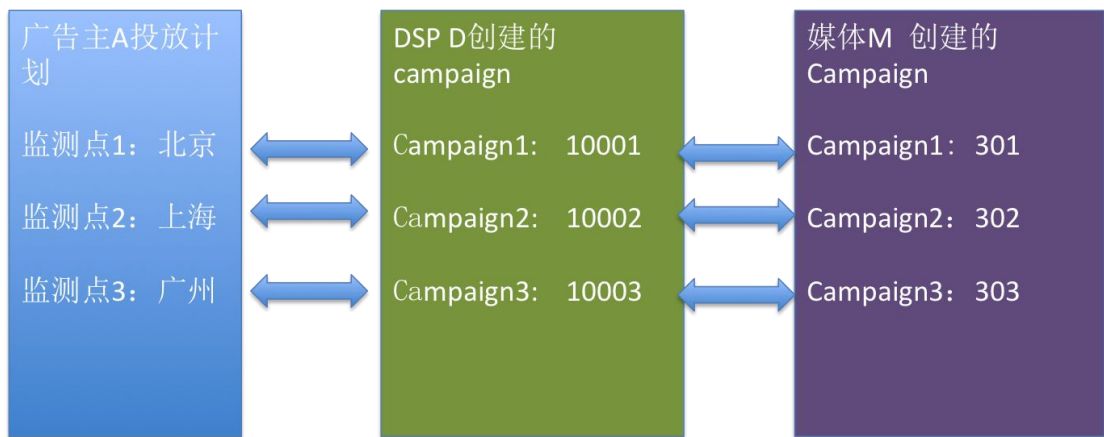 广告主A投放计
划
监测点1：北京
监测点2：上海
监测点3：广州
DSP D创建的
campaign
Campaign1: 10001
Campaign2: 10002
Campaign3: 10003
媒体M 创建的
Campaign
Campaign1：301
Campaign2：302
Campaign3：303